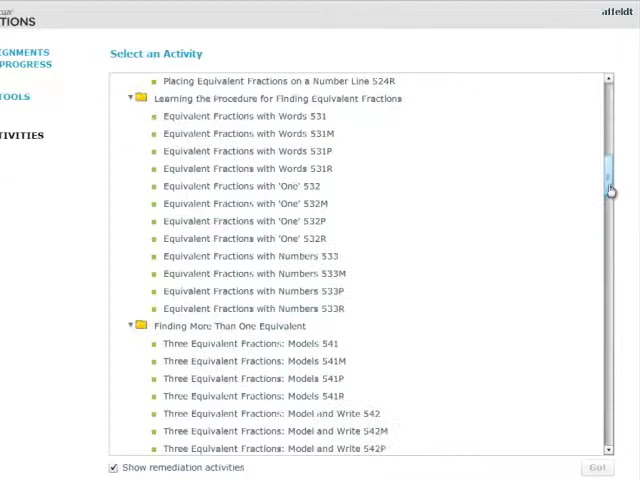 TIONS
affeldt
GNMENTS
PROGRESS
TOOLS
TIVITIES
Select an Activity
Placing Equivalent Fractions on a Number Line 524R
Learning the Procedure for Finding Equivalent Fractions
Equivalent Fractions with Words 531
Equivalent Fractions with Words 531M
Equivalent Fractions with Words 531P
Equivalent Fractions with Words 531R
Equivalent Fractions with 'One' 532
Equivalent Fractions with 'One' 532M
Equivalent Fractions with 'One' 532P
Equivalent Fractions with 'One' 532R
Equivalent Fractions with Numbers 533
Equivalent Fractions with Numbers 533M
Equivalent Fractions with Numbers 533P
Equivalent Fractions with Numbers 533R
Finding More Than One Equivalent
Three Equivalent Fractions: Models 541
Three Equivalent Fractions: Models 541M
Three Equivalent Fractions: Models 541P
Three Equivalent Fractions: Models 541R
Three Equivalent Fractions: Model and Write 542
Three Equivalent Fractions: Model and Write 542M
Three Equivalent Fractions: Model and Write 542P
Show remediation activities
Go!